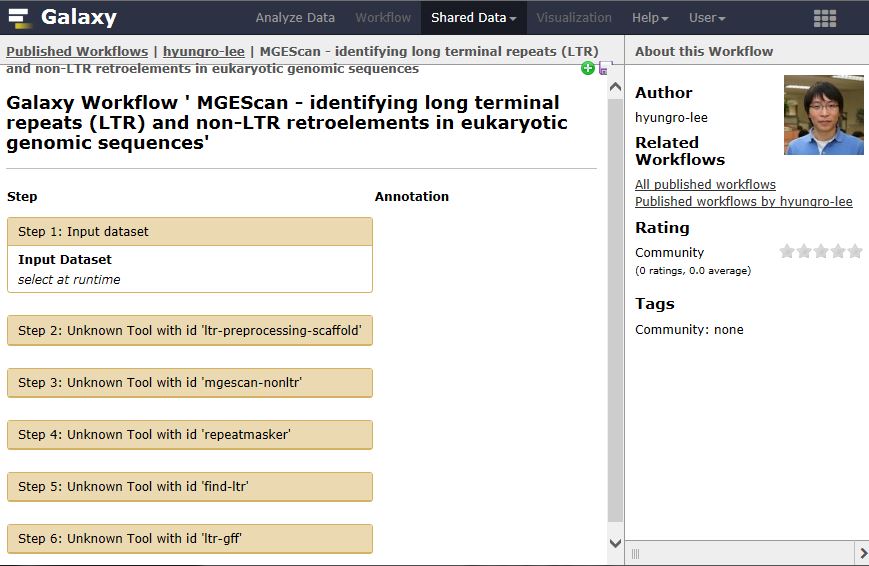 Galaxy
Analyze Data Workflow Shared Data Visualization Help User
Published Workflows | hyungro-lee | MGEScan - identifying long terminal repeats (LTR)
and non-LTR retroelements in eukaryotic genomic sequences
Galaxy Workflow ' MGEScan - identifying long terminal
repeats (LTR) and non-LTR retroelements in eukaryotic
genomic sequences'
Step Annotation
Step 1: Input dataset
Input Dataset
select at runtime
Step 2: Unknown Tool with id 'ltr-preprocessing-scaffold'
Step 3: Unknown Tool with id 'mgescan-nonltr'
Step 4: Unknown Tool with id 'repeatmasker'
Step 5: Unknown Tool with id 'find-ltr'
Step 6: Unknown Tool with id 'ltr-gff'
About this Workflow
Author
hyungro-lee
Related
Workflows
All published workflows
Published workflows by hyungro-lee
Rating
Community
(0 ratings, 0.0 average)
Tags
Community: none